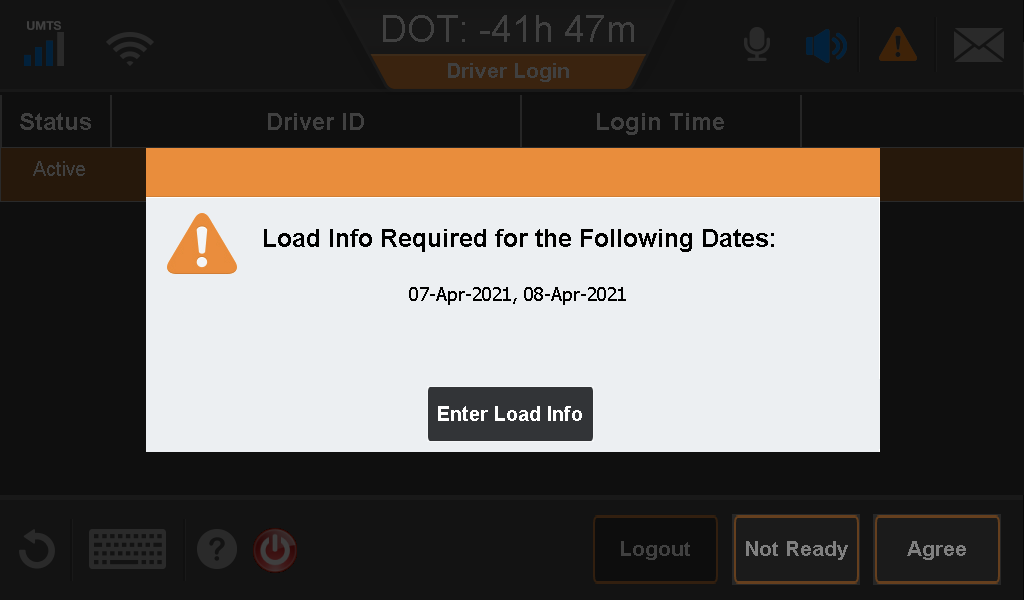 UMTS
DOT: -41h 47m
Driver Login
Status Driver ID Login Time
Active
Load Info Required for the Following Dates:
07-Apr-2021, 08-Apr-2021
Enter Load Info
Logout Not Ready Agree